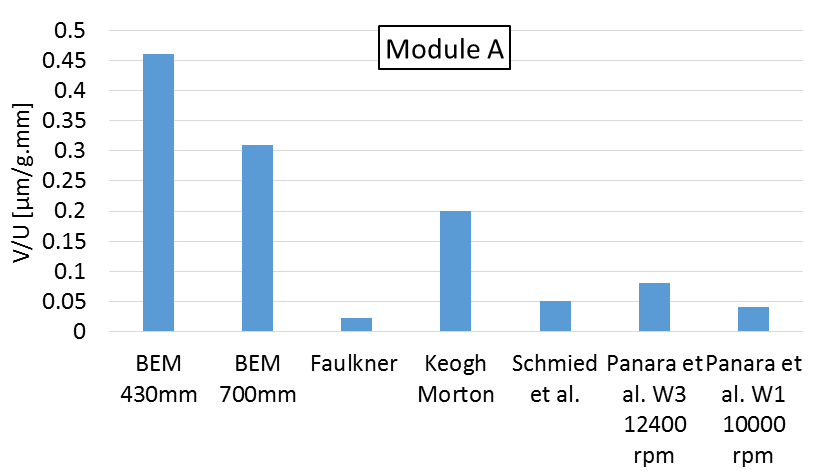 Module A
V/U [µm/g.mm]
0.5
0.45
0.4
0.35
0.3
0.25
0.2
0.15
0.1
0.05
0
BEM
430mm
BEM
700mm
Faulkner
Keogh
Morton
Schmied
et al.
Panara et
al. W3
12400
rpm
Panara et
al. W1
10000
rpm